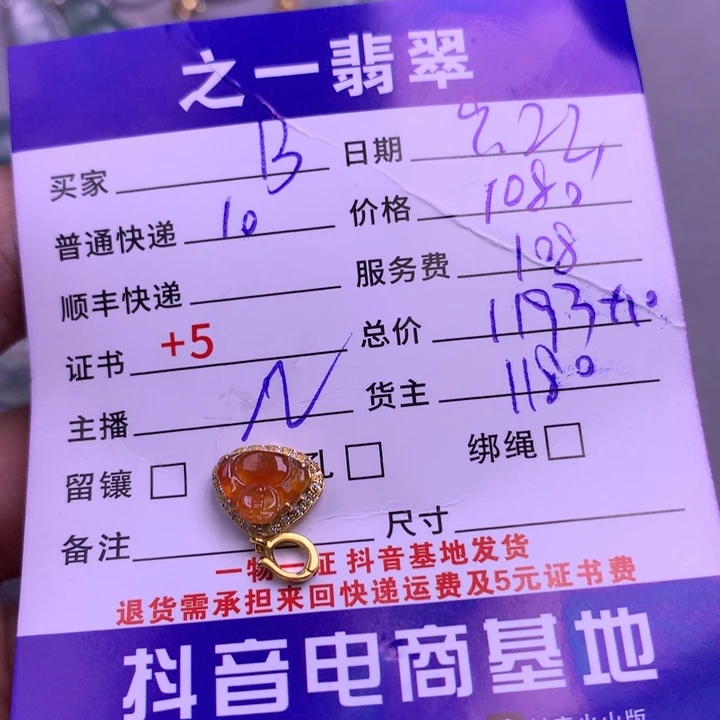 之一翡翠
买家 B 日期 9.22
普通快递 10 价格 1080
顺丰快递 服务费 108
证书 +5 总价 1193+10
主播 N 货主 1180
留镶 孔 绑绳
备注 尺寸
一物一证 抖音基地发货
退货需承担来回快递运费及5元证书费
抖音电商基地